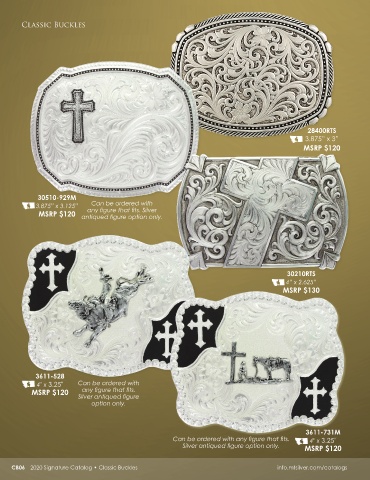 Classic Buckles
28400RTS
3.875" x 3"
MSRP $120
30510-929M
3.875" x 3.125"
MSRP $120
Can be ordered with
any figure that fits. Silver
antiqued figure option only.
30210RTS
4" x 2.625"
MSRP $130
3611-528
4" x 3.25"
MSRP $120
Can be ordered with
any figure that fits.
Silver antiqued figure
option only.
3611-731M
4" x 3.25"
MSRP $120
Can be ordered with any figure that fits.
Silver antiqued figure option only.
CB06 2020 Signature Catalog • Classic Buckles
info.mtsilver.com/catalogs